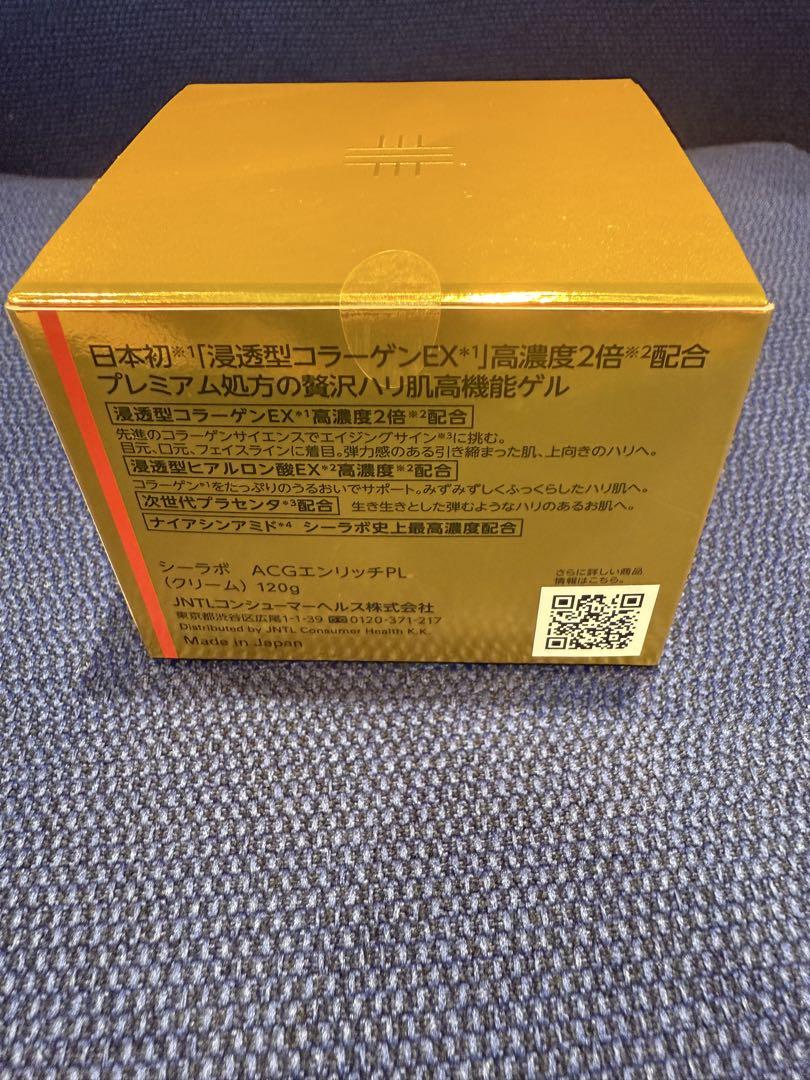 日本初※1「浸透型コラーゲンEX*1」高濃度2倍※2配合
プレミアム処方の贅沢ハリ肌高機能ゲル
浸透型コラーゲンEX*1高濃度2倍※2配合
先進のコラーゲンサイエンスでエイジングサイン※3に挑む。
目元、口元、フェイスラインに着目。弾力感のある引き締まった肌、上向きのハリへ。
浸透型ヒアルロン酸EX*2高濃度※2配合
コラーゲン*1をたっぷりのうるおいでサポート。みずみずしくふっくらしたハリ肌へ。
次世代プラセンタ*3配合 生き生きとした弾むようなハリのあるお肌へ。
ナイアシンアミド*4 シーラボ史上最高濃度配合
シーラボ ACGエンリッチPL
(クリーム) 120g
JNTLコンシューマーヘルス株式会社
東京都渋谷区広尾1-1-39 0120-371-217
Distributed by JNTL Consumer Health K.K.
Made in Japan
さらに詳しい商品
情報はこちら。